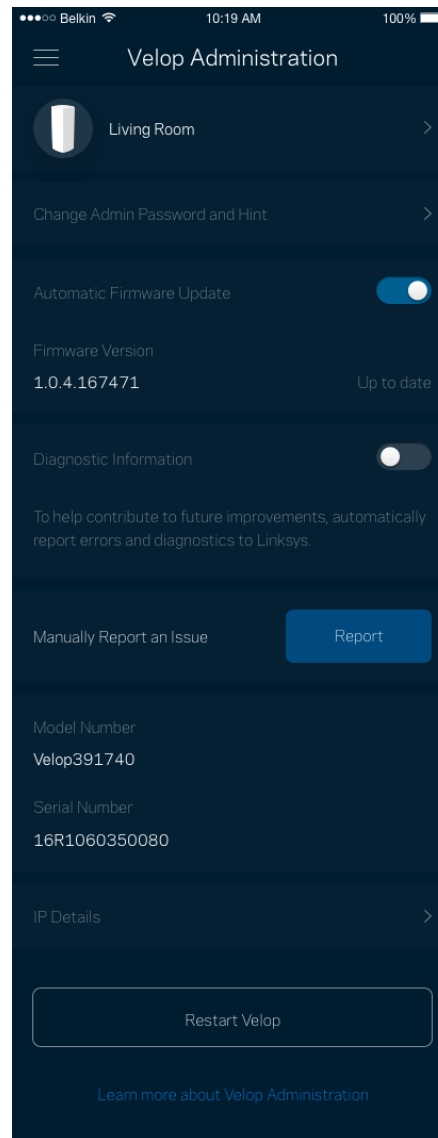 Belkin 10:19 AM 100%
Velop Administration
Living Room
Change Admin Password and Hint
Automatic Firmware Update
Firmware Version
1.0.4.167471 Up to date
Diagnostic Information
To help contribute to future improvements, automatically
report errors and diagnostics to Linksys.
Manually Report an Issue Report
Model Number
Velop391740
Serial Number
16R1060350080
IP Details
Restart Velop
Learn more about Velop Administration